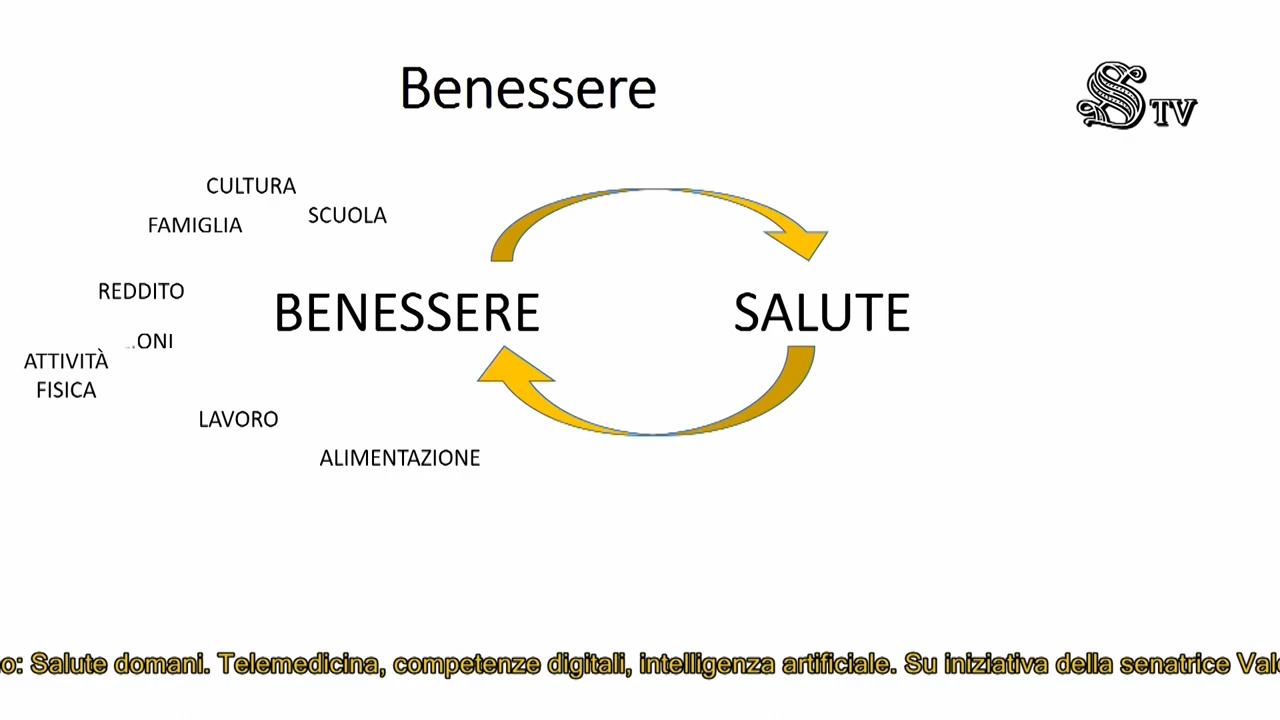 Benessere
S TV
CULTURA
SCUOLA
FAMIGLIA
REDDITO
BENESSERE
SALUTE
...ONI
ATTIVITÀ
FISICA
LAVORO
ALIMENTAZIONE
o: Salute domani. Telemedicina, competenze digitali, intelligenza artificiale. Su iniziativa della senatrice